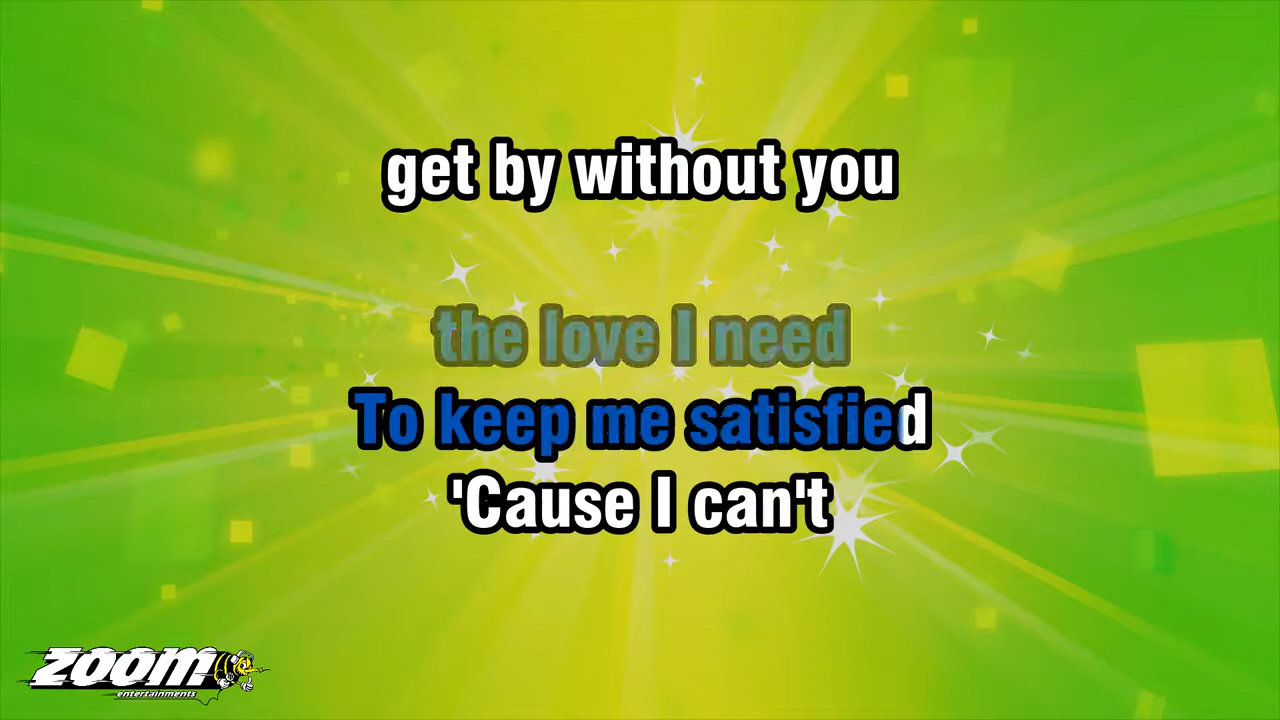 get by without you
the love I need
To keep me satisfied
'Cause I can't
zoom
entertainments